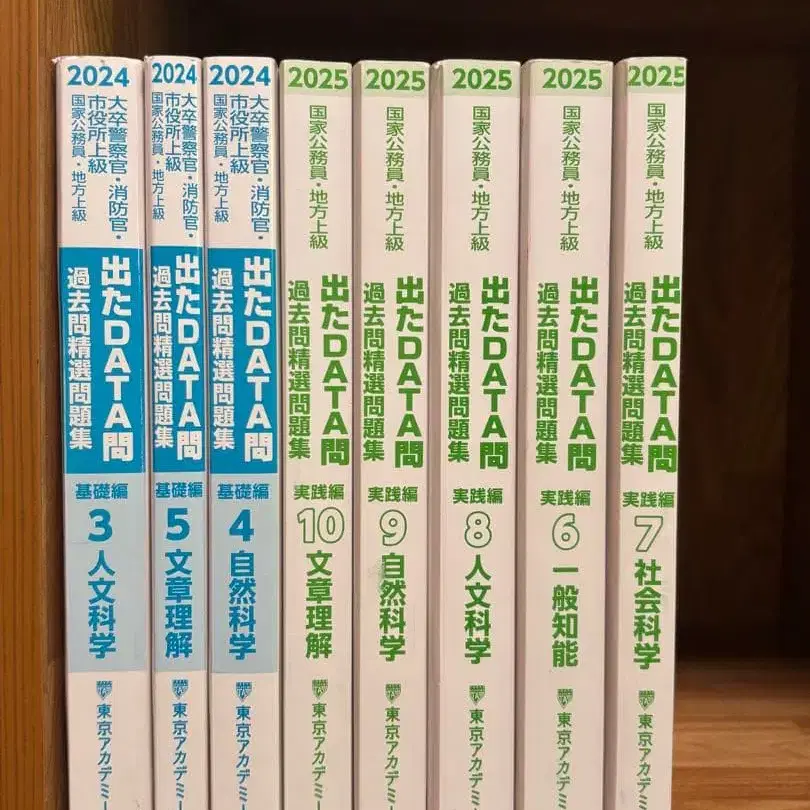 2024
大卒警察官・消防官・
市役所上級
国家公務員・地方上級
出たDATA問
過去問精選問題集
基礎編
3
人文科学
東京アカデミー
2024
大卒警察官・消防官・
市役所上級
国家公務員・地方上級
出たDATA問
過去問精選問題集
基礎編
5
文章理解
東京アカデミー
2024
大卒警察官・消防官・
市役所上級
国家公務員・地方上級
出たDATA問
過去問精選問題集
基礎編
4
自然科学
東京アカデミー
2025
国家公務員・地方上級
出たDATA問
過去問精選問題集
実践編
10
文章理解
東京アカデミー
2025
国家公務員・地方上級
出たDATA問
過去問精選問題集
実践編
9
自然科学
東京アカデミー
2025
国家公務員・地方上級
出たDATA問
過去問精選問題集
実践編
8
人文科学
東京アカデミー
2025
国家公務員・地方上級
出たDATA問
過去問精選問題集
実践編
6
一般知能
東京アカデミー
2025
国家公務員・地方上級
出たDATA問
過去問精選問題集
実践編
7
社会科学
東京アカデミー